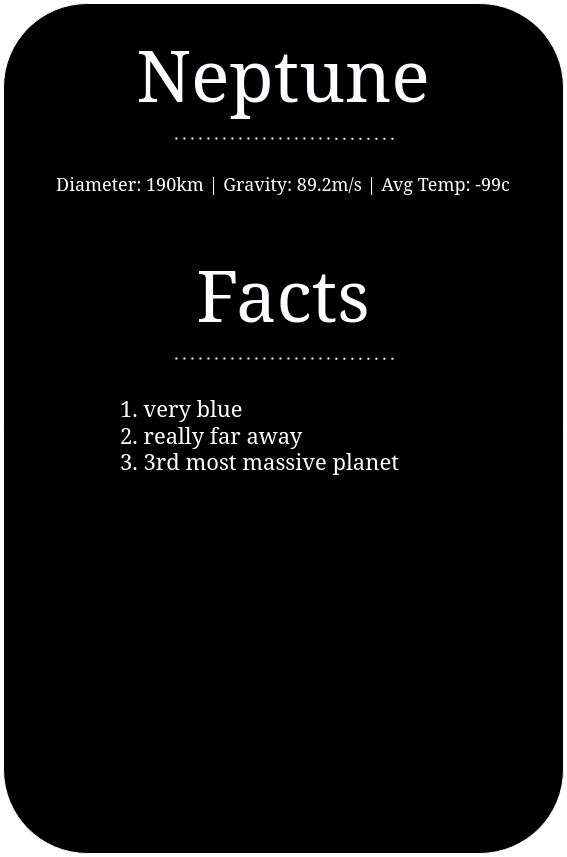 Neptune
Diameter: 190km | Gravity: 89.2m/s | Avg Temp: -99c
Facts
1. very blue
2. really far away
3. 3rd most massive planet